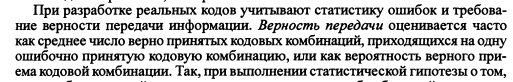 При разработке реальных кодов учитывают статистику ошибок и требова-
ние верности передачи информации. Верность передачи оценивается часто
как среднее число верно принятых кодовых комбинаций, приходящихся на одну
ошибочно принятую кодовую комбинацию, или как вероятность верного при-
ема кодовой комбинации. Так, при выполнении статистической гипотезы о том,